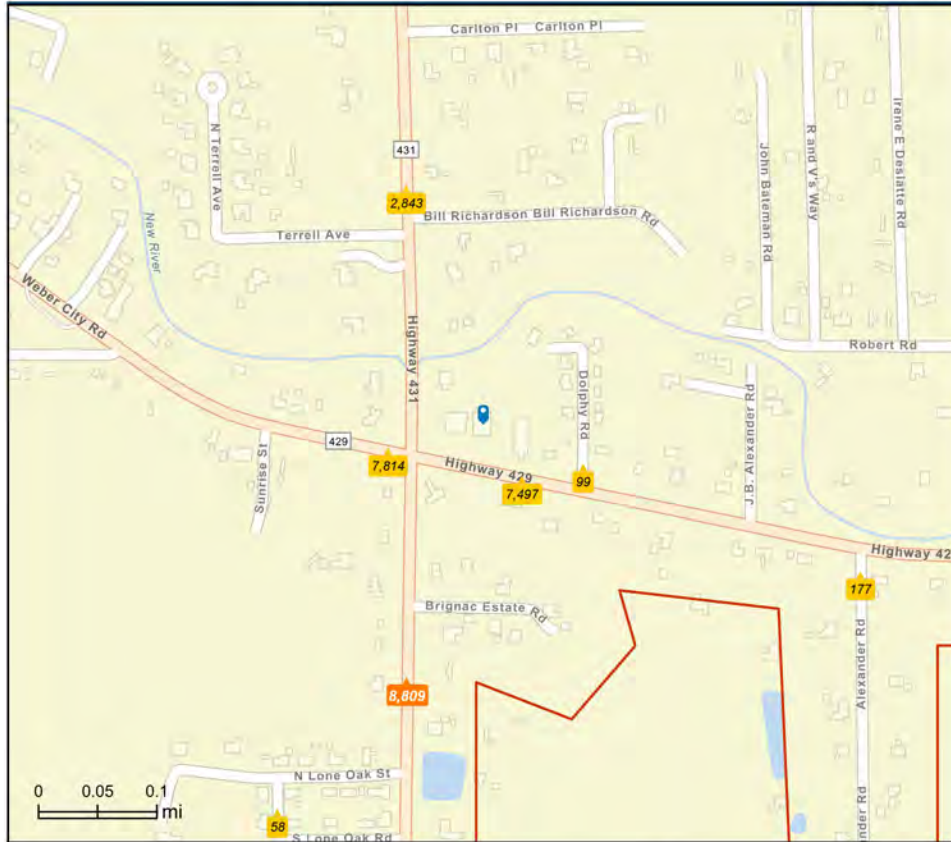 Carlton Pl Carlton Pl
N Terrell Ave
431
John Bateman Rd
R and V's Way
Irene E Deslatte Rd
2,843
Bill Richardson Bill Richardson Rd
Terrell Ave
New River
Weber City Rd
Highway 431
Robert Rd
Dolphy Rd
J.B. Alexander Rd
Sunrise St
429
7,814
Highway 429
7,497
99
Highway 42
177
Brignac Estate Rd
Alexander Rd
8,809
N Lone Oak St
ander Rd
0 0.05 0.1
mi
58
S Lone Oak Rd